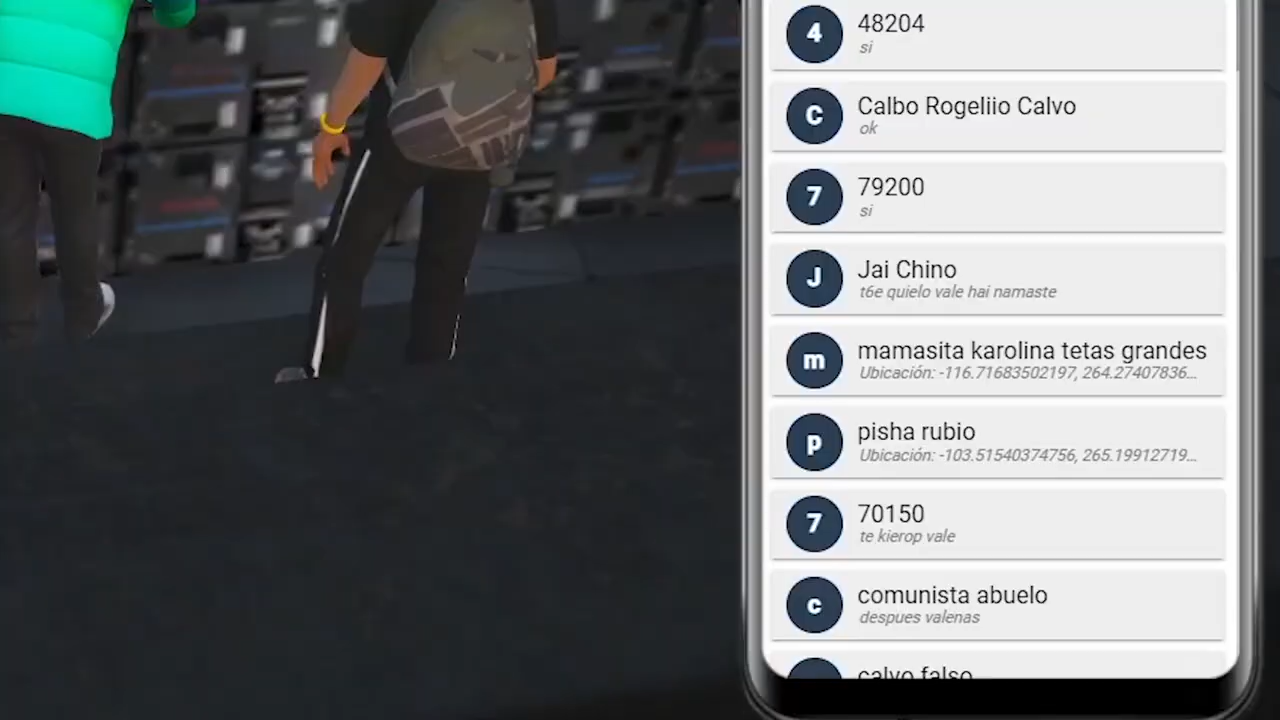 4
48204
si
C
Calbo Rogeliio Calvo
ok
7
79200
si
J
Jai Chino
t6e quielo vale hai namaste
m
mamasita karolina tetas grandes
Ubicación: -116.71683502197, 264.27407836...
p
pisha rubio
Ubicación: -103.51540374756, 265.19912719...
7
70150
te kierop vale
c
comunista abuelo
despues valenas
calvo falso